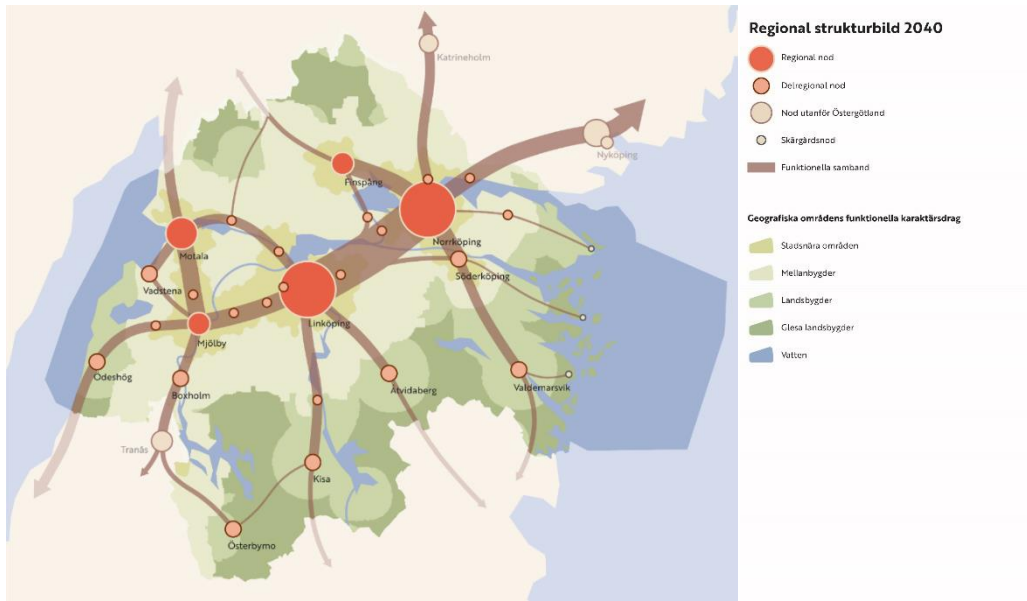 Regional strukturbild 2040
Regional nod
Delregional nod
Nod utanför Östergötland
Skärgårdsnod
Funktionella samband
Geografiska områdens funktionella karaktärsdrag
Stadsnära områden
Mellanbygder
Landsbygder
Glesa landsbygder
Vatten
Katrineholm
Nyköping
Finspång
Norrköping
Motala
Söderköping
Vadstena
Linköping
Mjölby
Ödeshög
Boxholm
Åtvidaberg
Valdemarsvik
Tranås
Kisa
Österbymo